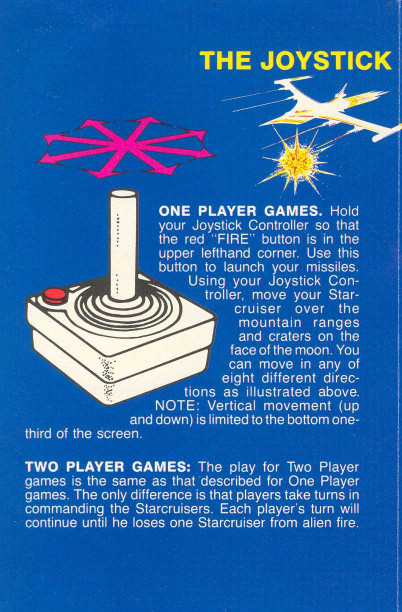 THE JOYSTICK
ONE PLAYER GAMES. Hold
your Joystick Controller so that
the red "FIRE" button is in the
upper lefthand corner. Use this
button to launch your missiles.
Using your Joystick Con-
troller, move your Star-
cruiser over the
mountain ranges
and craters on the
face of the moon. You
can move in any of
eight different direc-
tions as illustrated above.
NOTE: Vertical movement (up
and down) is limited to the bottom one-
third of the screen.
TWO PLAYER GAMES: The play for Two Player
games is the same as that described for One Player
games. The only difference is that players take turns in
commanding the Starcruisers. Each player's turn will
continue until he loses one Starcruiser from alien fire.